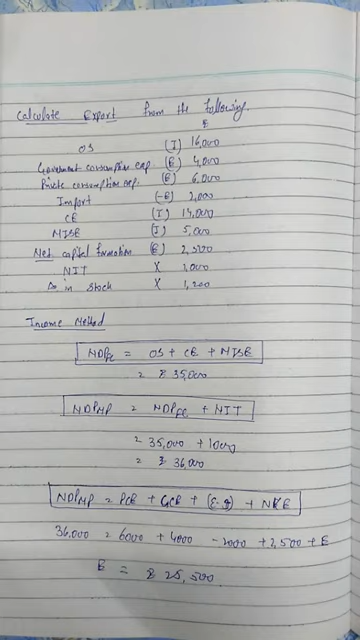 Calculate Export from the following.
₹
OS (I) 16,000
Government consumption exp. (E) 4,000
Private consumption exp. (E) 6,000
Import (-E) 2,000
CE (I) 14,000
MISE (I) 5,000
Net capital formation (E) 2,500
NIT X 1,000
Δ in stock X 1,200
Income Method
NDPFC = OS + CE + MISE
= ₹ 35,000
NDPMP = NDPFC + NIT
= 35,000 + 1000
= ₹ 36,000
NDPMP = PCE + GCE + (E-I) + NCE
36,000 = 6000 + 4000 - 2000 + 2,500 + E
E = ₹ 25,500